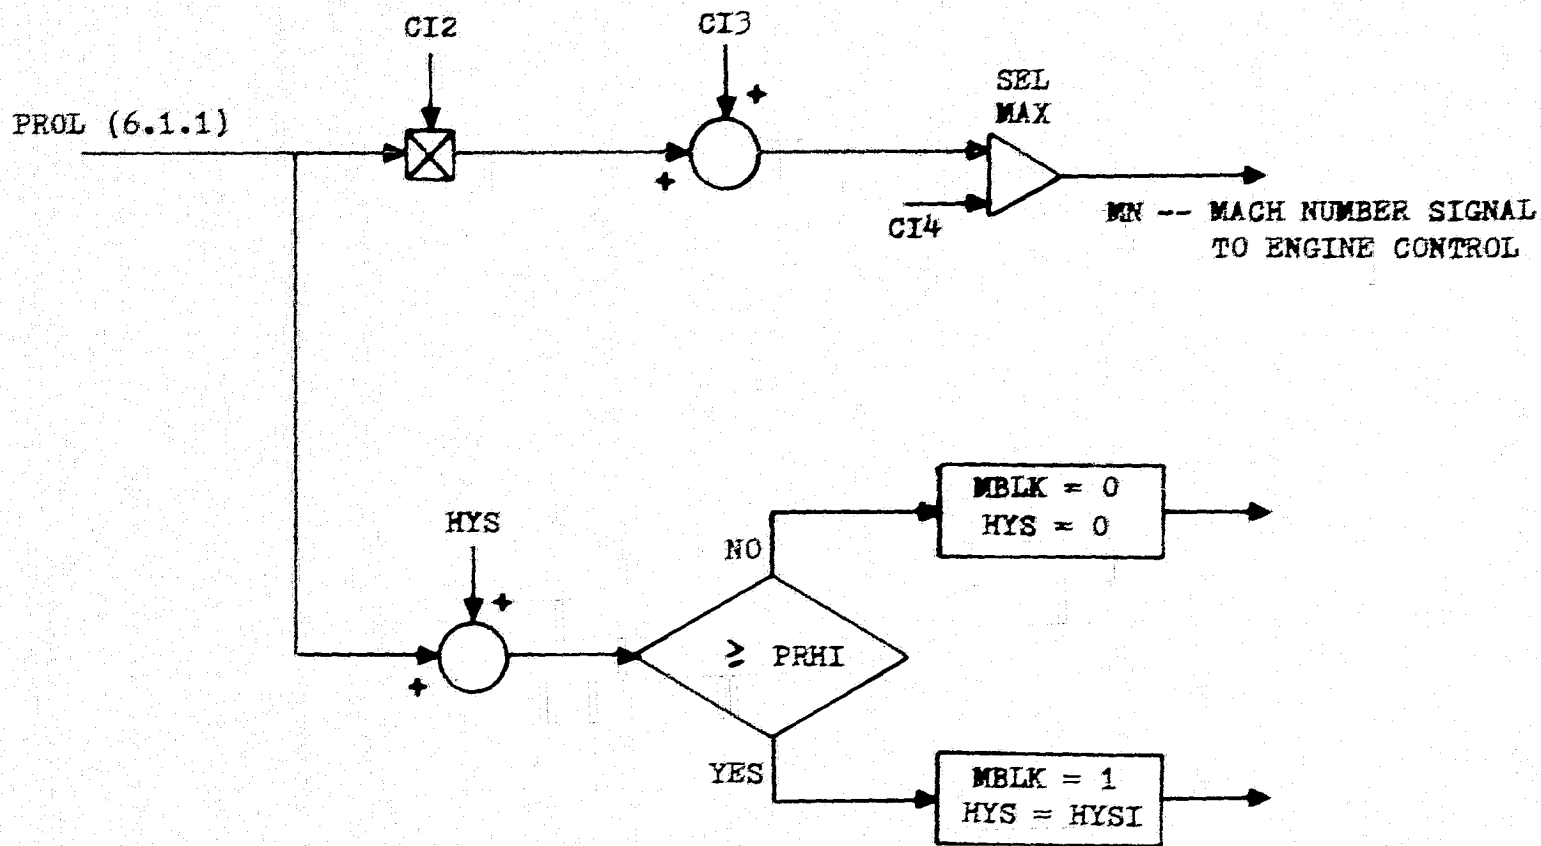 CI2
CI3
SEL
MAX
PROL (6.1.1)
+
+
CI4
MN -- MACH NUMBER SIGNAL
TO ENGINE CONTROL
HYS
+
+
NO
MBLK = 0
HYS = 0
≥ PRHI
YES
MBLK = 1
HYS = HYSI